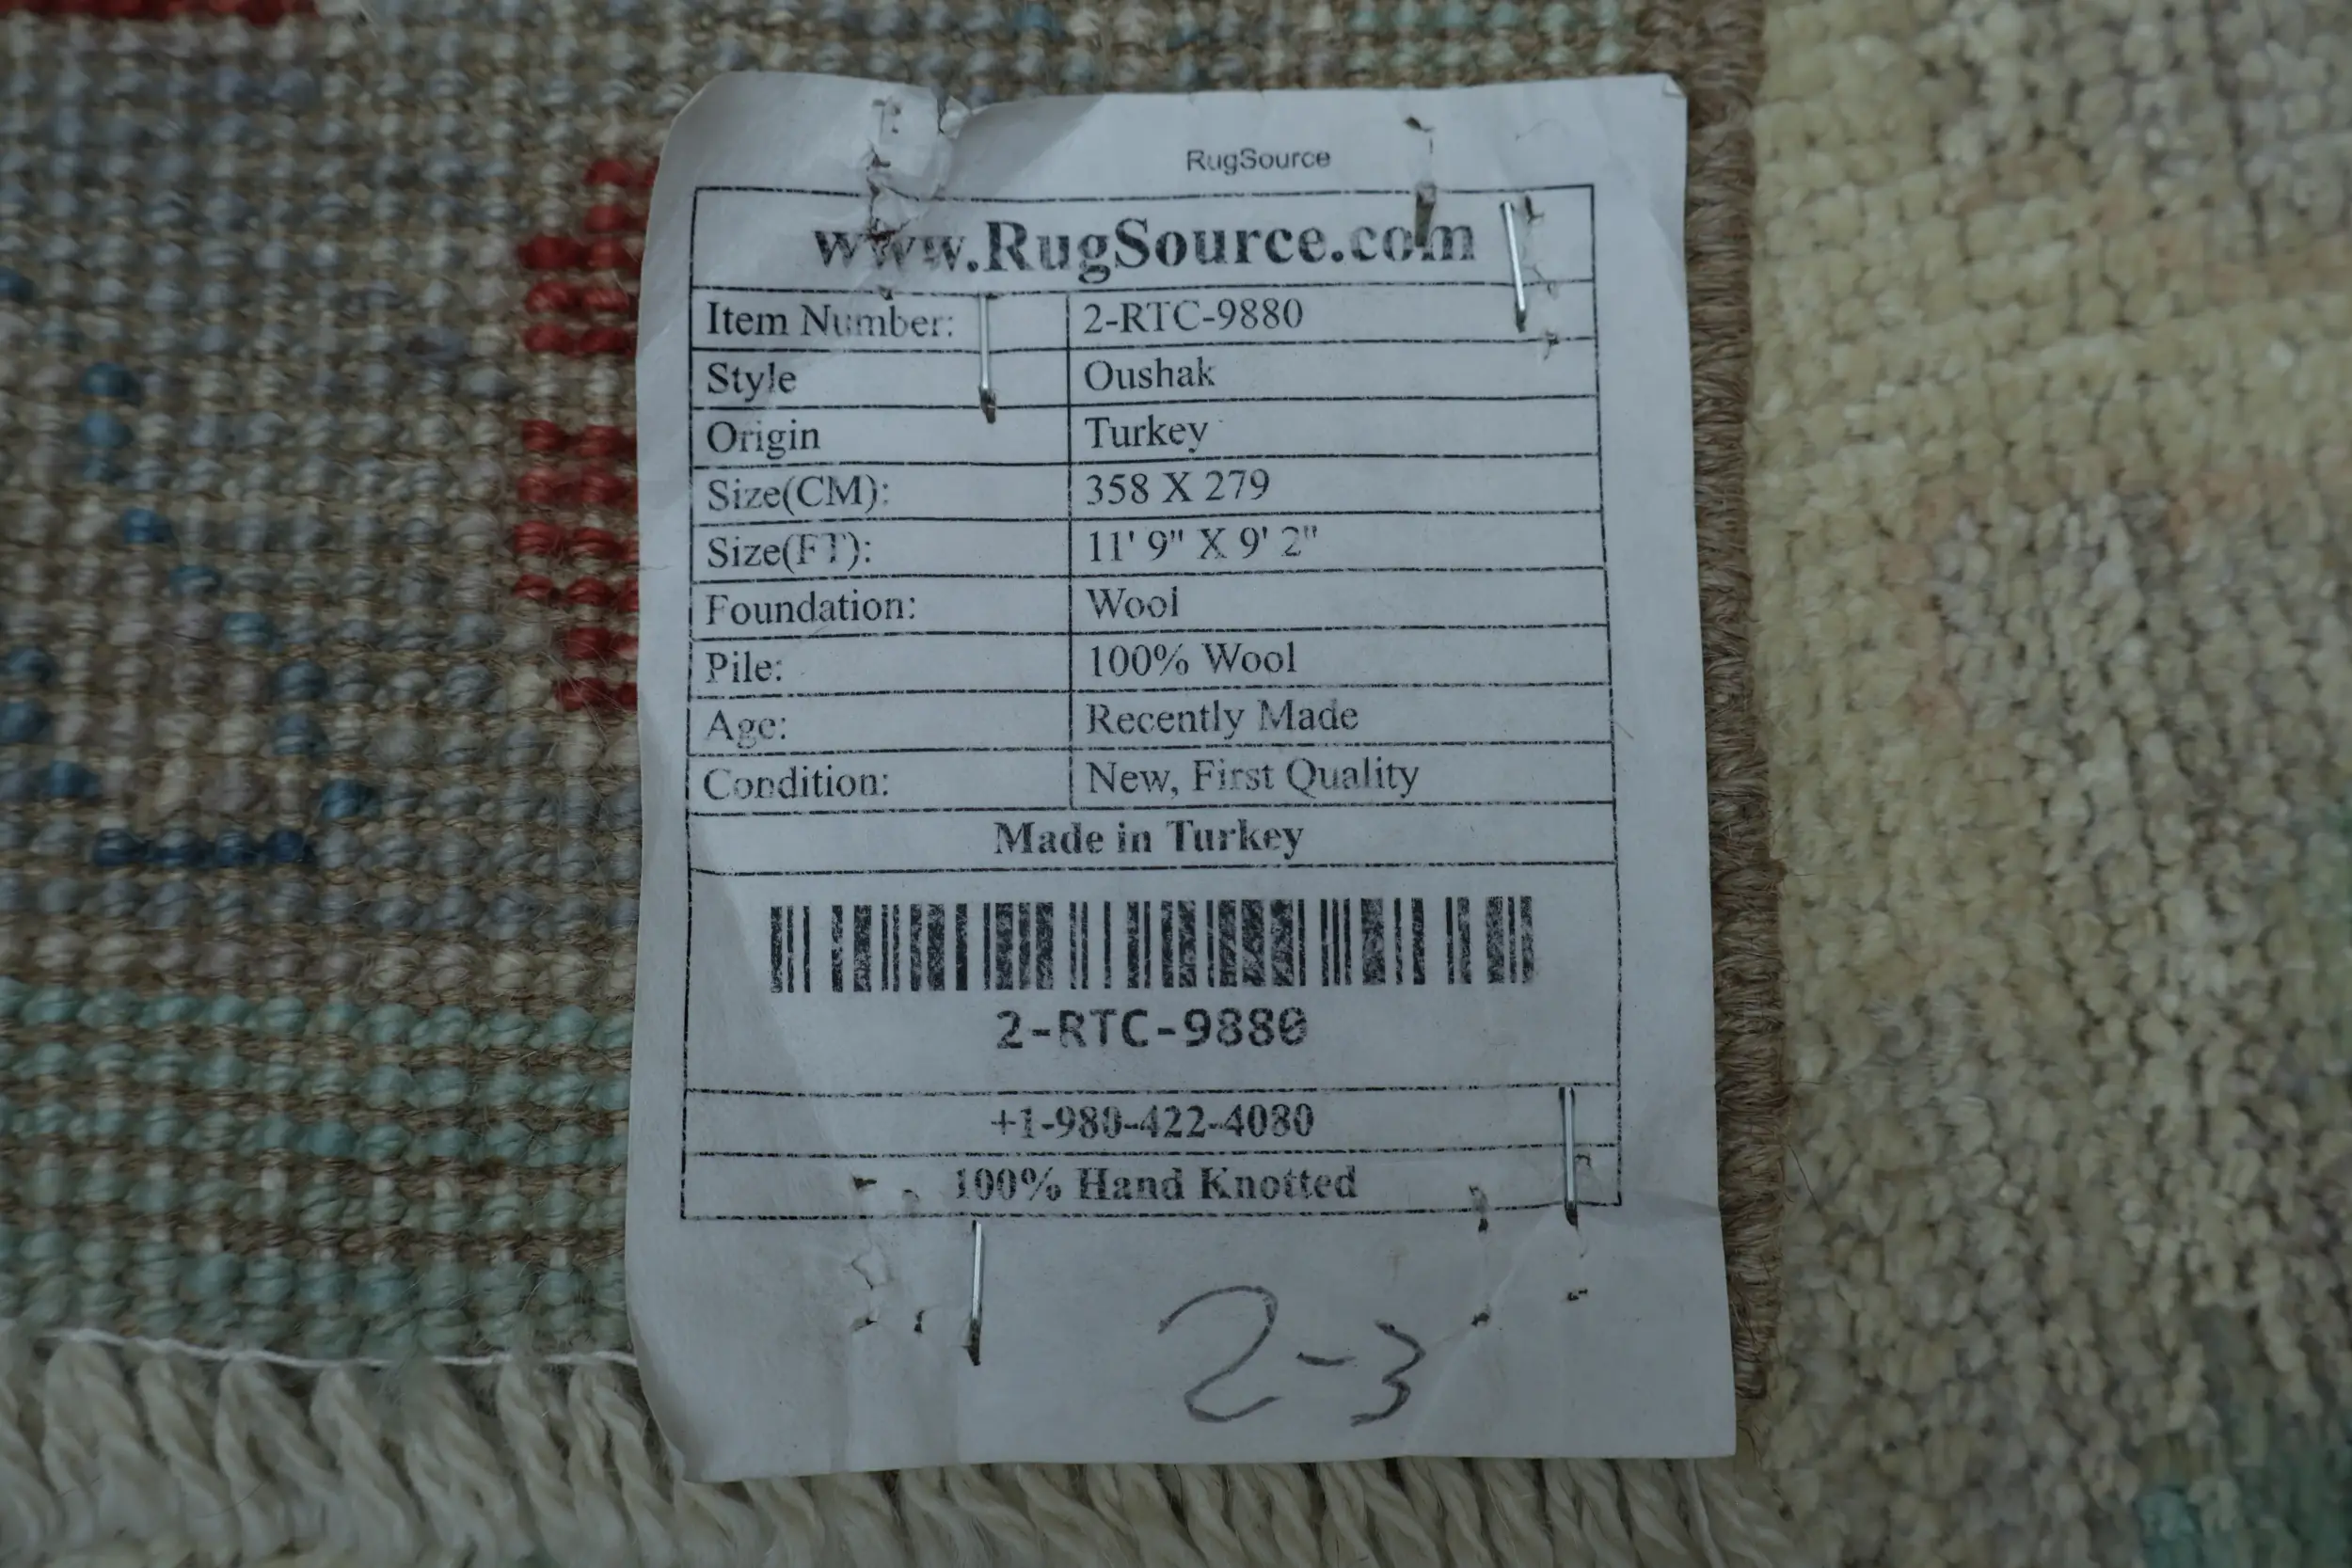 RugSource
www.RugSource.com
Item Number: 2-RTC-9880
Style Oushak
Origin Turkey
Size(CM): 358 X 279
Size(FT): 11' 9" X 9' 2"
Foundation: Wool
Pile: 100% Wool
Age: Recently Made
Condition: New, First Quality
Made in Turkey
2-RTC-9880
+1-980-422-4080
100% Hand Knotted
2-3